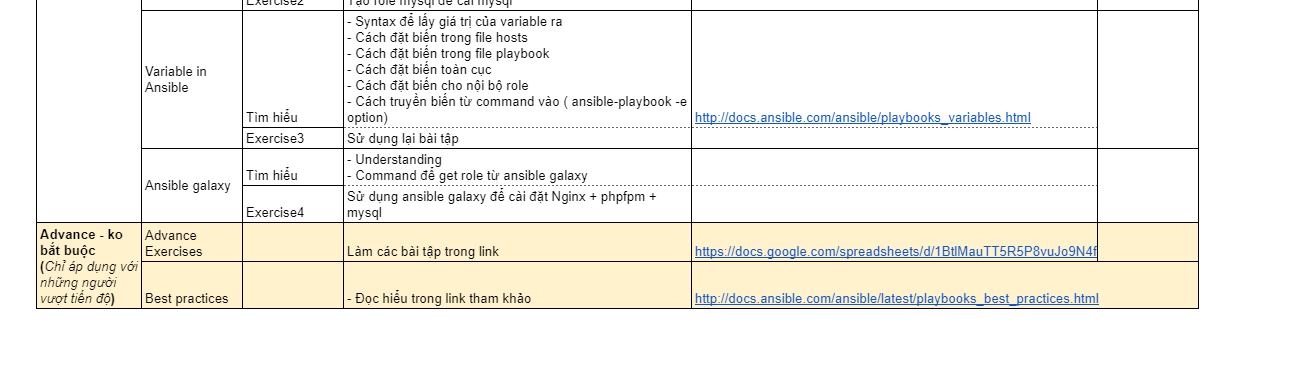 Exercise2
Tạo role mysql để cài mysql
Variable in
Ansible
Tìm hiểu
- Syntax để lấy giá trị của variable ra
- Cách đặt biến trong file hosts
- Cách đặt biến trong file playbook
- Cách đặt biến toàn cục
- Cách đặt biến cho nội bộ role
- Cách truyền biến từ command vào ( ansible-playbook -e
option)
http://docs.ansible.com/ansible/playbooks_variables.html
Exercise3
Sử dụng lại bài tập
Ansible galaxy
Tìm hiểu
- Understanding
- Command để get role từ ansible galaxy
Exercise4
Sử dụng ansible galaxy để cài đặt Nginx + phpfpm +
mysql
Advance - ko
bắt buộc
(Chỉ áp dụng với
những người
vượt tiến độ)
Advance
Exercises
Làm các bài tập trong link
https://docs.google.com/spreadsheets/d/1BtlMauTT5R5P8vuJo9N4f
Best practices
- Đọc hiểu trong link tham khảo
http://docs.ansible.com/ansible/latest/playbooks_best_practices.html